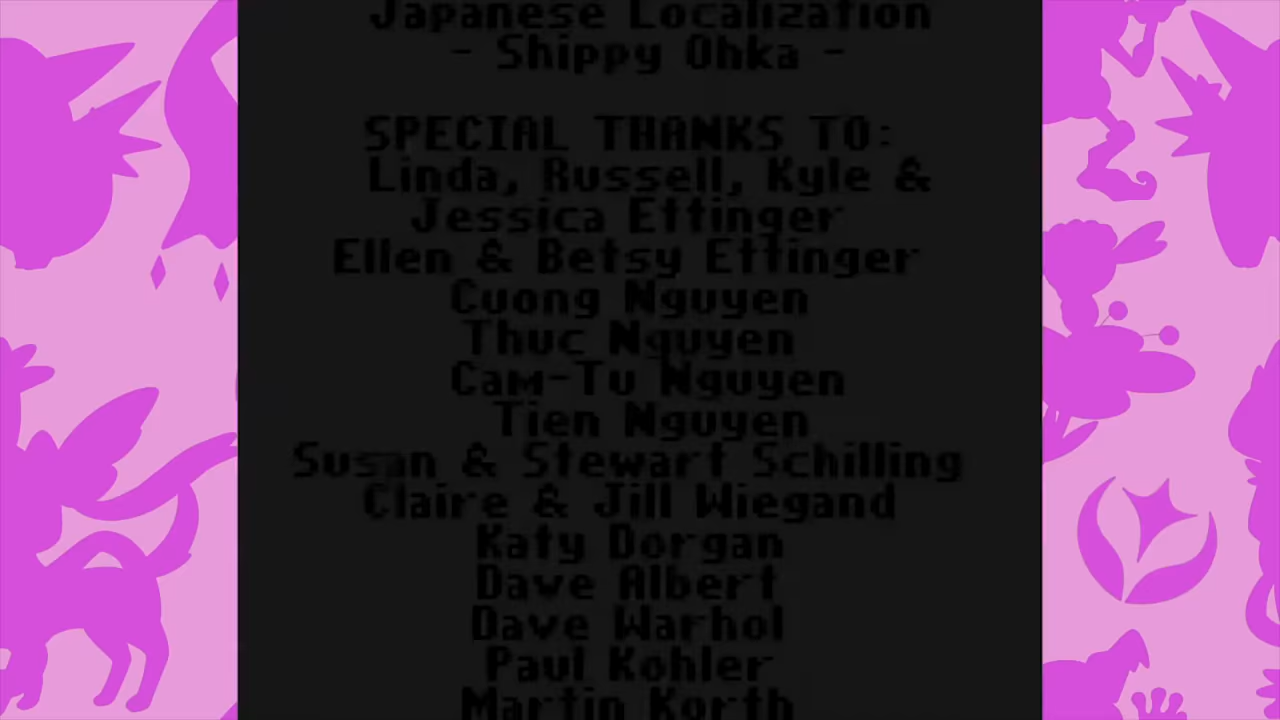 Japanese Localization
- Shippy Ohka -
SPECIAL THANKS TO:
Linda, Russell, Kyle &
Jessica Ettinger
Ellen & Betsy Ettinger
Cuong Nguyen
Thuc Nguyen
Cam-Tu Nguyen
Tien Nguyen
Susan & Stewart Schilling
Claire & Jill Wiegand
Katy Dorgan
Dave Albert
Dave Warhol
Paul Kohler
Martin Korth